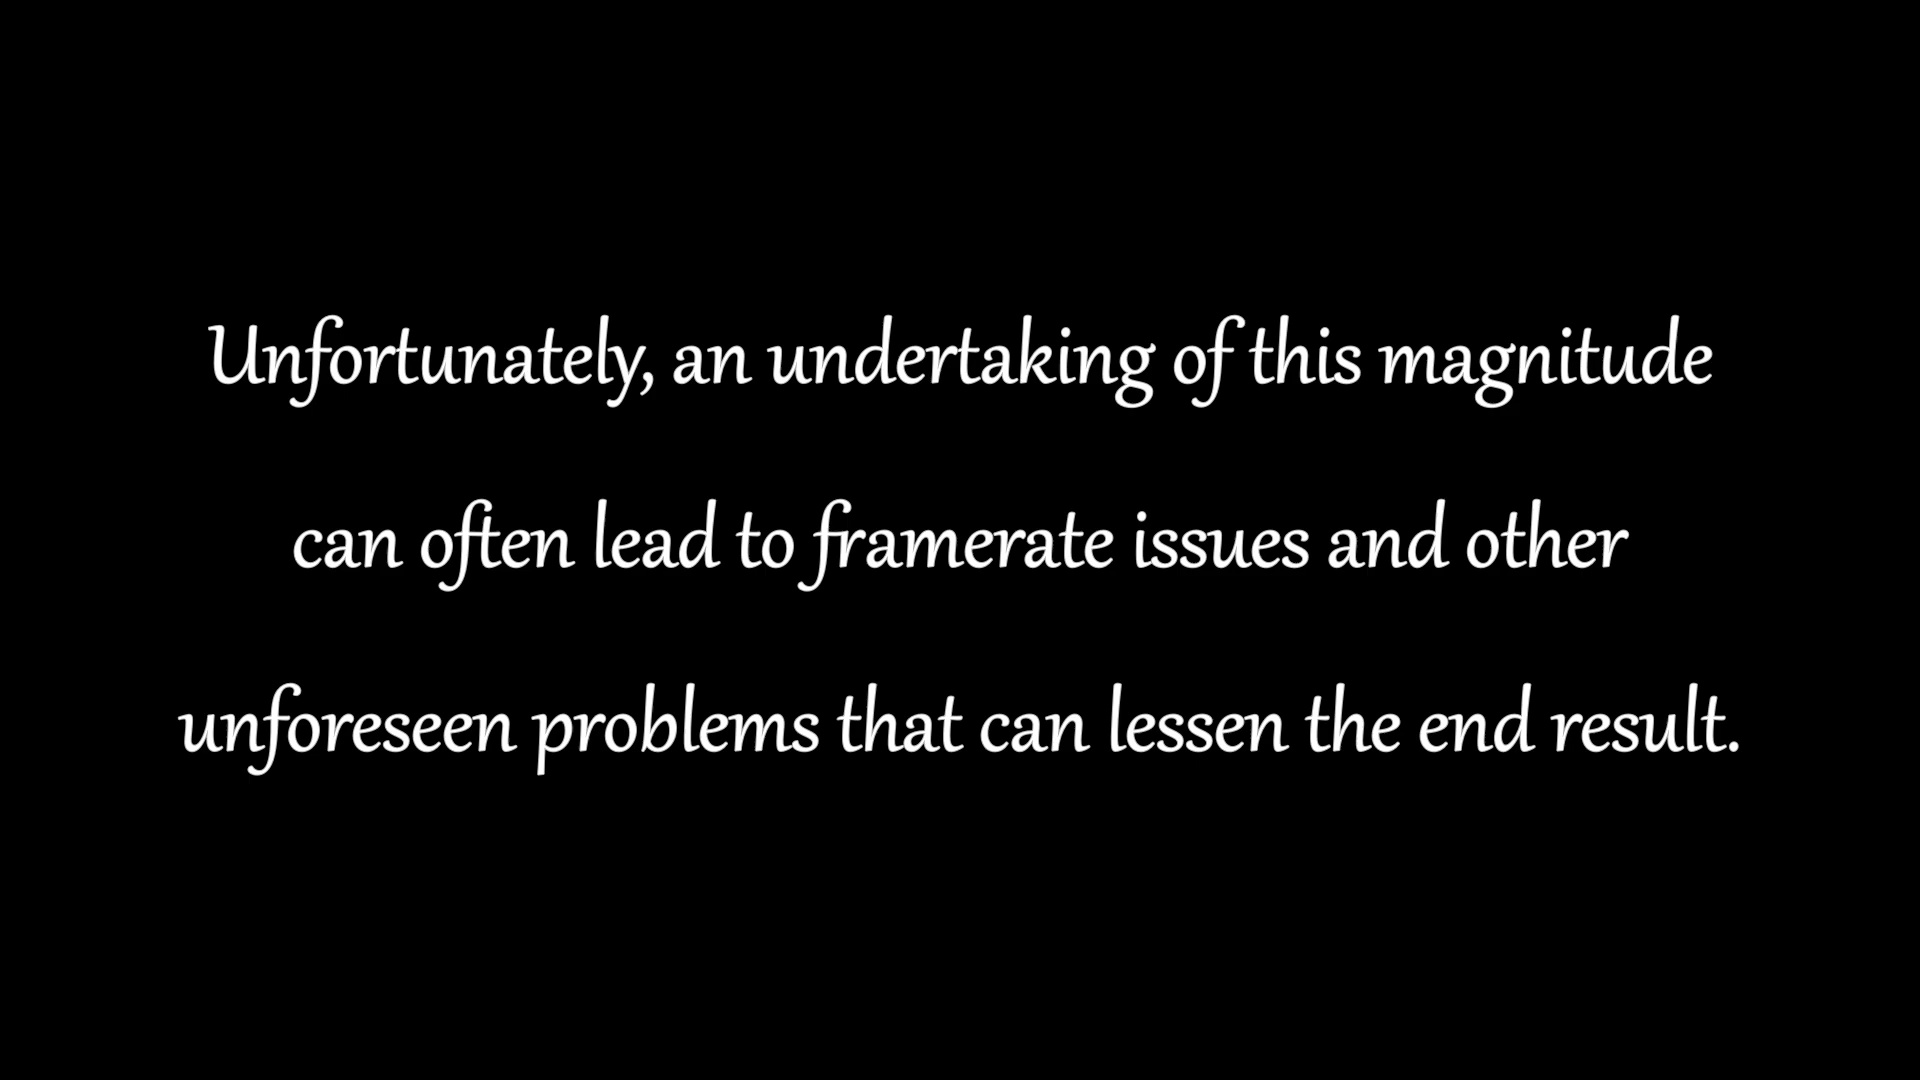 Unfortunately, an undertaking of this magnitude
can often lead to framerate issues and other
unforeseen problems that can lessen the end result.